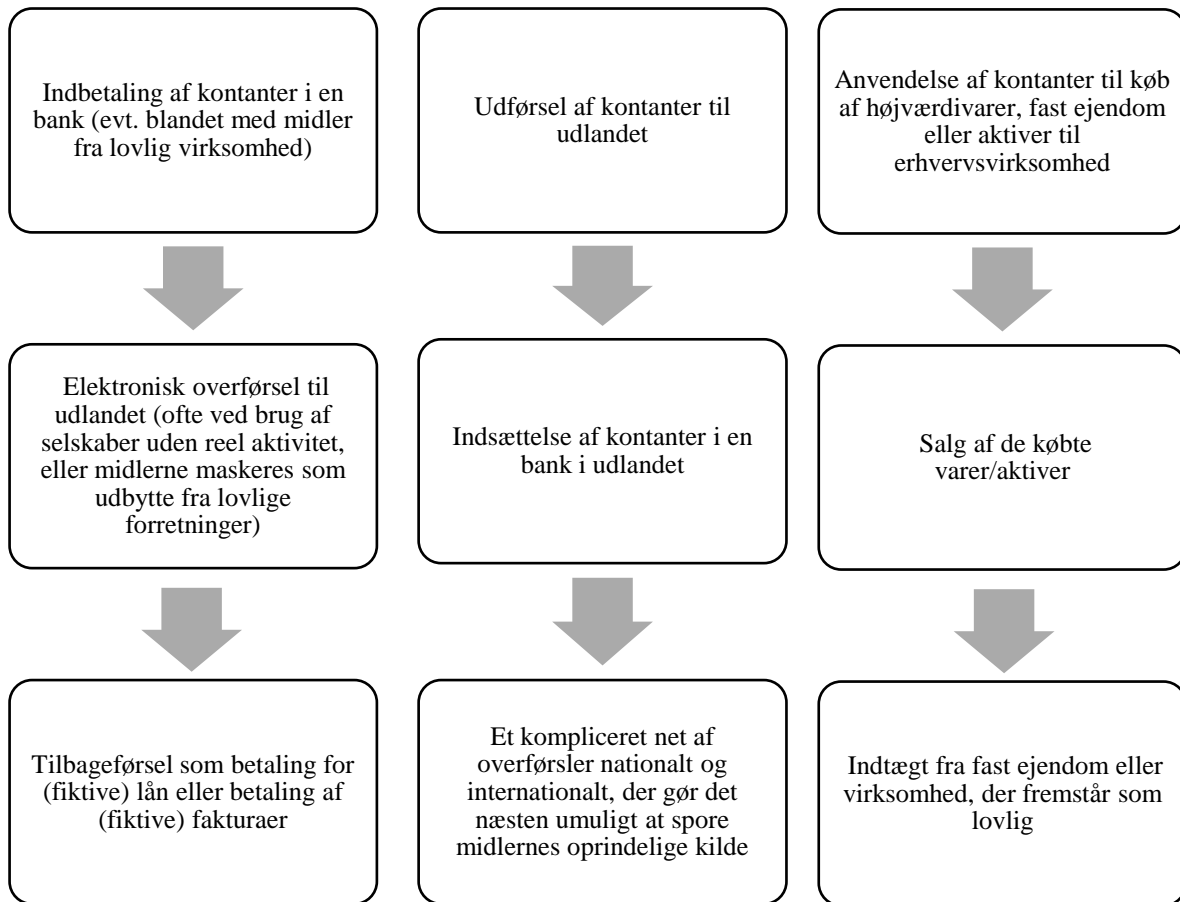 Indbetaling af kontanter i en
bank (evt. blandet med midler
fra lovlig virksomhed)
Udførsel af kontanter til
udlandet
Anvendelse af kontanter til køb
af højværdivarer, fast ejendom
eller aktiver til
erhvervsvirksomhed
Elektronisk overførsel til
udlandet (ofte ved brug af
selskaber uden reel aktivitet,
eller midlerne maskeres som
udbytte fra lovlige
forretninger)
Indsættelse af kontanter i en
bank i udlandet
Salg af de købte
varer/aktiver
Tilbageførsel som betaling for
(fiktive) lån eller betaling af
(fiktive) fakturaer
Et kompliceret net af
overførsler nationalt og
internationalt, der gør det
næsten umuligt at spore
midlernes oprindelige kilde
Indtægt fra fast ejendom eller
virksomhed, der fremstår som
lovlig